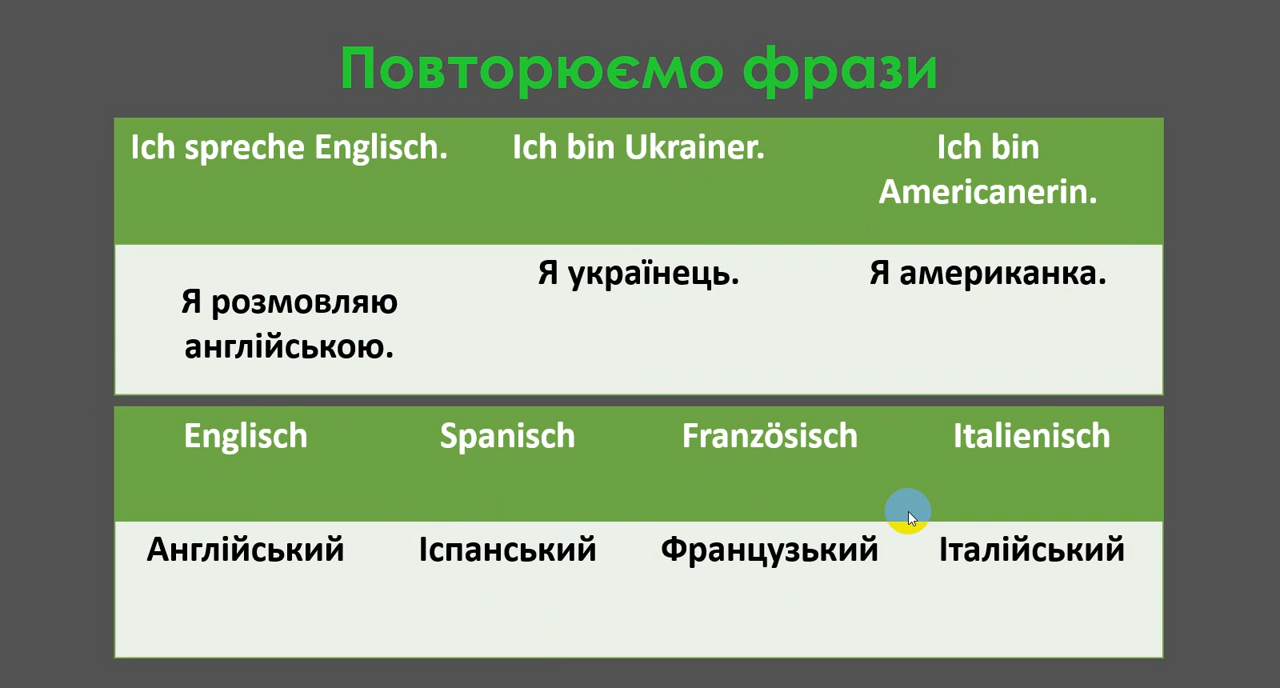 Повторюємо фрази
Ich spreche Englisch.
Ich bin Ukrainer.
Ich bin
Americanerin.
Я розмовляю
англійською.
Я українець.
Я американка.
Englisch
Spanisch
Französisch
Italienisch
Англійський
Іспанський
Французький
Італійський